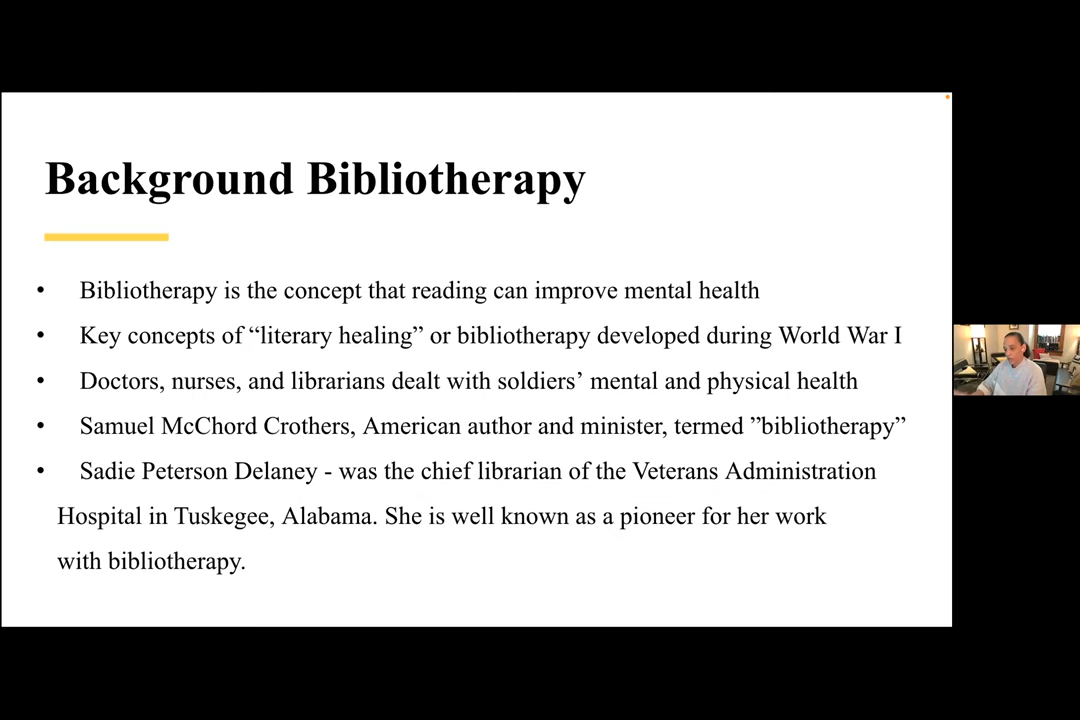 Background Bibliotherapy
• Bibliotherapy is the concept that reading can improve mental health
• Key concepts of “literary healing” or bibliotherapy developed during World War I
• Doctors, nurses, and librarians dealt with soldiers’ mental and physical health
• Samuel McChord Crothers, American author and minister, termed ”bibliotherapy”
• Sadie Peterson Delaney - was the chief librarian of the Veterans Administration
Hospital in Tuskegee, Alabama. She is well known as a pioneer for her work
with bibliotherapy.